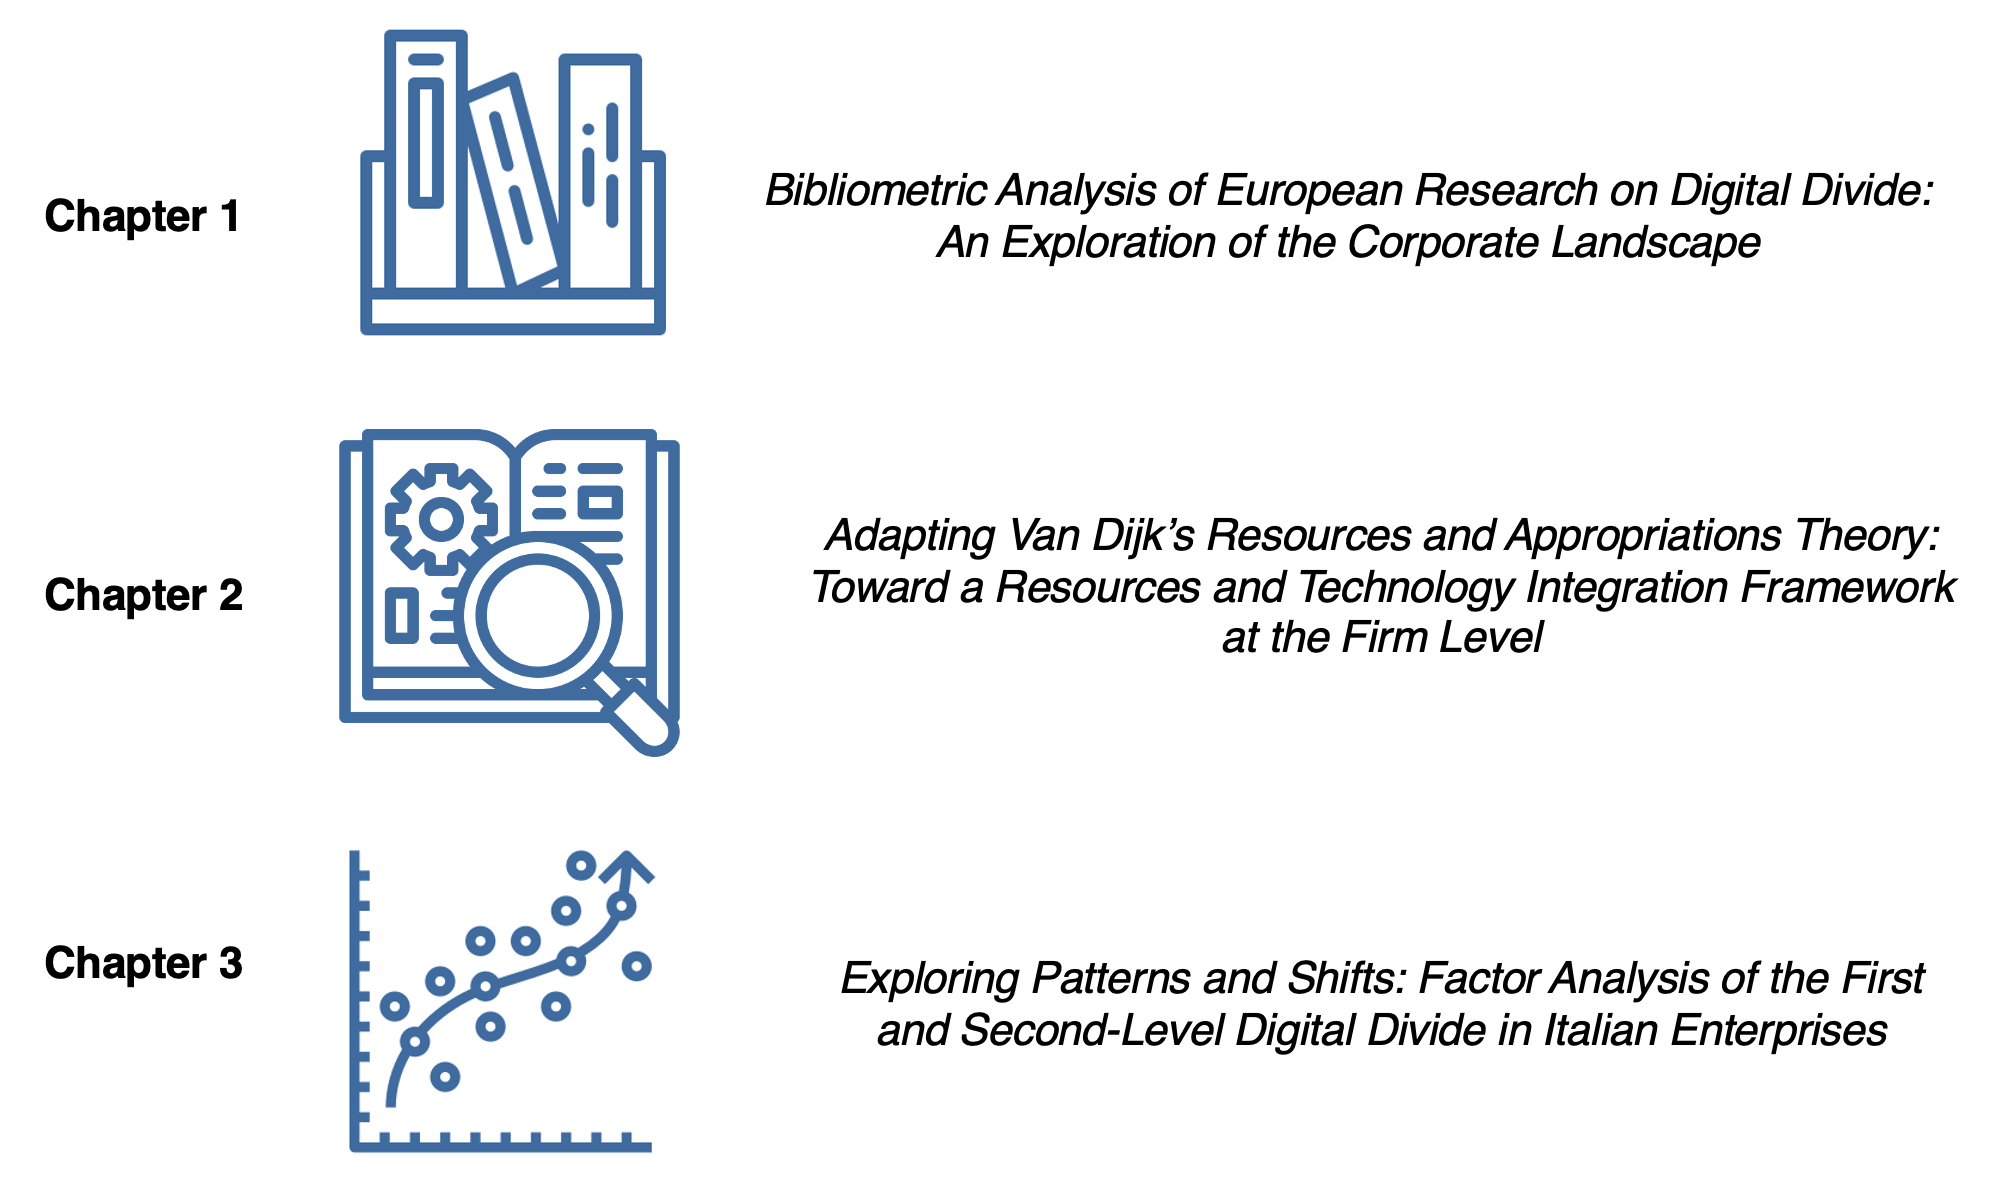 Chapter 1
Bibliometric Analysis of European Research on Digital Divide:
An Exploration of the Corporate Landscape
Chapter 2
Adapting Van Dijk’s Resources and Appropriations Theory:
Toward a Resources and Technology Integration Framework
at the Firm Level
Chapter 3
Exploring Patterns and Shifts: Factor Analysis of the First
and Second-Level Digital Divide in Italian Enterprises